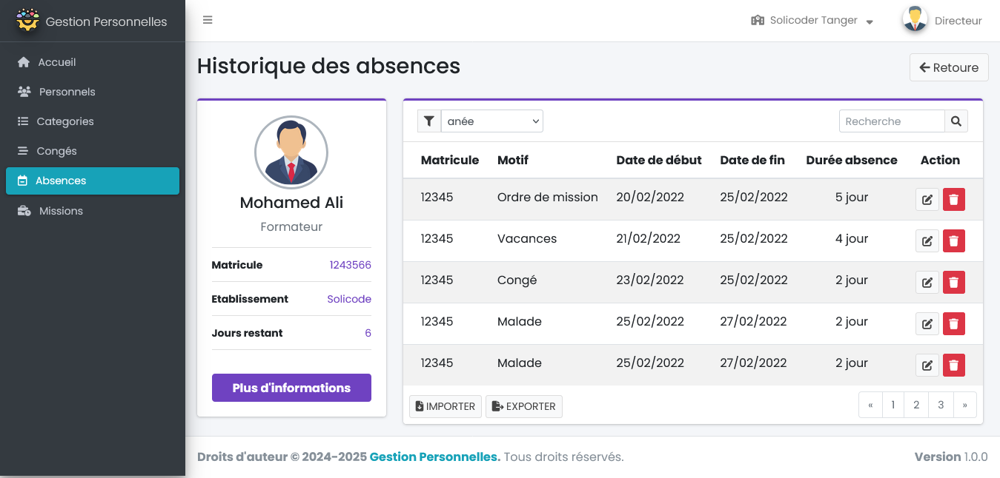 Gestion Personnelles
Solicoder Tanger
Directeur
Accueil
Personnels
Categories
Congés
Absences
Missions
Historique des absences
Retoure
Mohamed Ali
Formateur
Matricule 1243566
Etablissement Solicode
Jours restant 6
Plus d'informations
anée
Recherche
Matricule Motif Date de début Date de fin Durée absence Action
12345 Ordre de mission 20/02/2022 25/02/2022 5 jour
12345 Vacances 21/02/2022 25/02/2022 4 jour
12345 Congé 23/02/2022 25/02/2022 2 jour
12345 Malade 25/02/2022 27/02/2022 2 jour
12345 Malade 25/02/2022 27/02/2022 2 jour
IMPORTER EXPORTER
« 1 2 3 »
Droits d'auteur © 2024-2025 Gestion Personnelles. Tous droits réservés.
Version 1.0.0